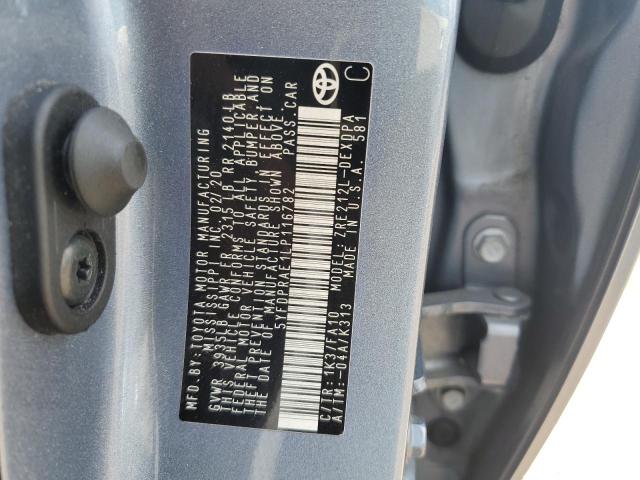 MFD.BY: TOYOTA MOTOR MANUFACTURING
MISSISSIPPI, INC. 02/20
GVWR 3935LB GAWR FR 2315 LB RR 2140 LB
THIS VEHICLE CONFORMS TO ALL APPLICABLE
FEDERAL MOTOR VEHICLE SAFETY, BUMPER, AND
THEFT PREVENTION STANDARDS IN EFFECT ON
THE DATE OF MANUFACTURE SHOWN ABOVE.
5YFDPRAE1LP116782 PASS.CAR
C/TR: 1K3/FA10 MODEL: ZRE212L-DEXDPA
A/TM: -04A/K313 MADE IN U.S.A. 581
C